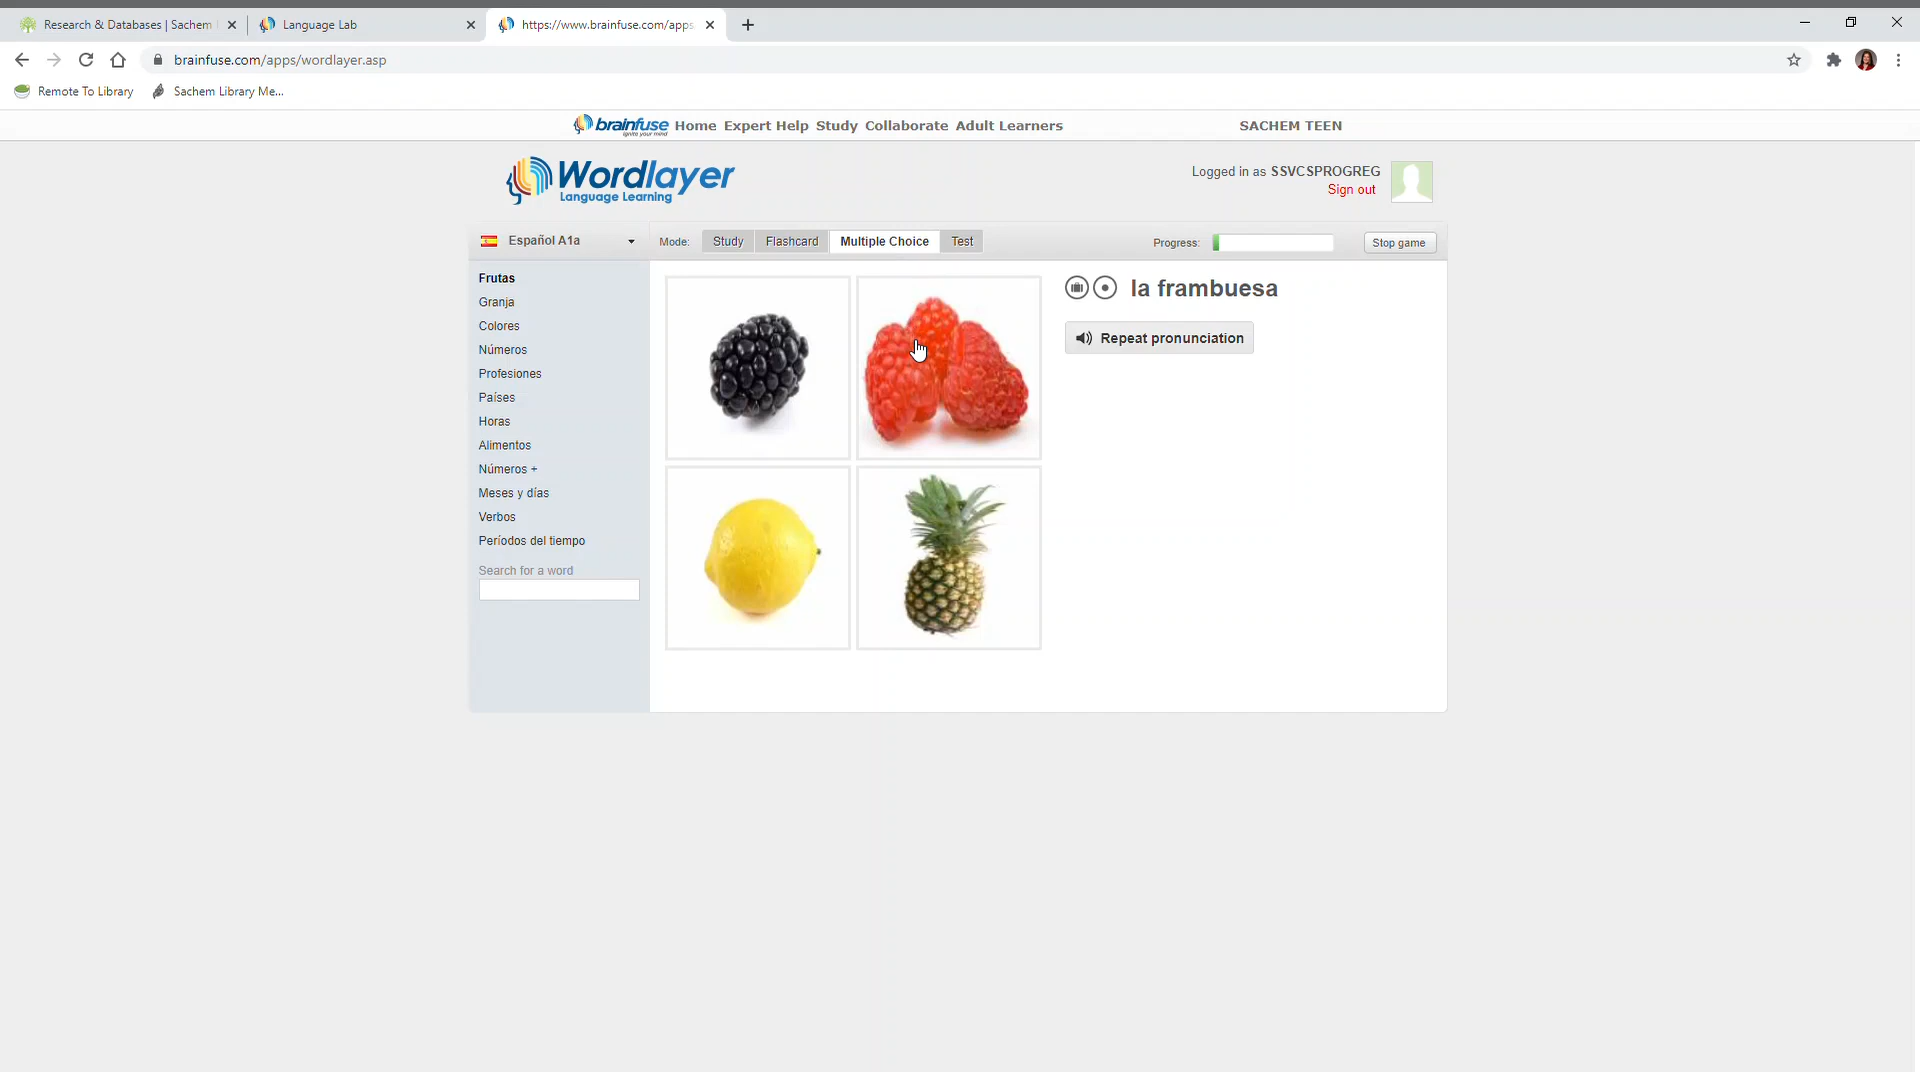 Research & Databases | Sachem
Language Lab
https://www.brainfuse.com/apps
brainfuse.com/apps/wordlayer.asp
Remote To Library
Sachem Library Me...
brainfuse
ignite your mind
Home Expert Help Study Collaborate Adult Learners
SACHEM TEEN
Wordlayer
Language Learning
Logged in as SSVCSPROGREG
Sign out
Español A1a
Mode: Study Flashcard Multiple Choice Test
Progress:
Stop game
Frutas
Granja
Colores
Números
Profesiones
Países
Horas
Alimentos
Números +
Meses y días
Verbos
Períodos del tiempo
Search for a word
la frambuesa
Repeat pronunciation